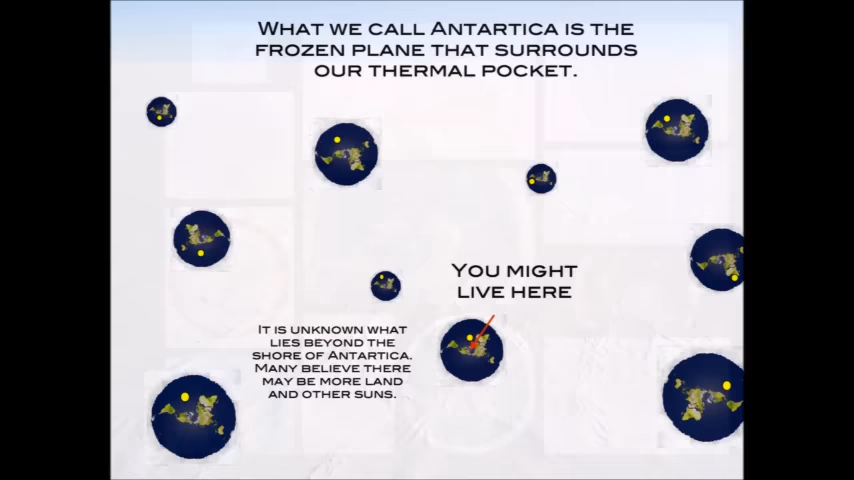 What we call Antartica is the
frozen plane that surrounds
our thermal pocket.
You might
live here
It is unknown what
lies beyond the
shore of Antartica.
Many believe there
may be more land
and other suns.